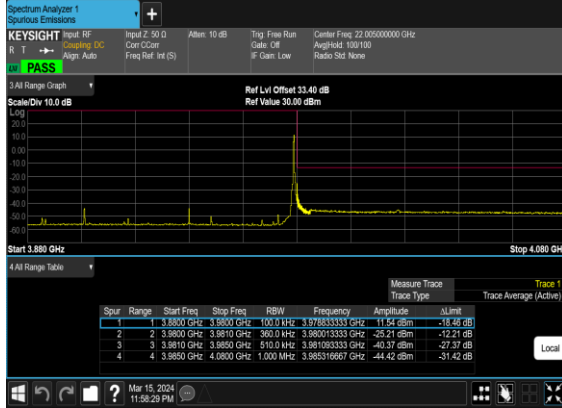 Spectrum Analyzer 1
Spurious Emissions
+
KEYSIGHT Input: RF Input Z: 50 Ω Atten: 10 dB Trig: Free Run Center Freq: 22.005000000 GHz
R T Coupling: DC Corr CCorr Gate: Off Avg|Hold: 100/100
Align: Auto Freq Ref: Int (S) IF Gain: Low Radio Std: None
PASS
3 All Range Graph
Ref Lvl Offset 33.40 dB
Scale/Div 10.0 dB Ref Value 30.00 dBm
Log
20.0
10.0
0.00
-10.0
-20.0
-30.0
-40.0
-50.0
-60.0
Start 3.880 GHz Stop 4.080 GH
4 All Range Table
Measure Trace Trace 1
Trace Type Trace Average (Active)
Spur Range Start Freq Stop Freq RBW Frequency Amplitude ΔLimit
1 1 3.8800 GHz 3.9800 GHz 100.0 kHz 3.978833333 GHz 11.54 dBm -18.46 dB
2 2 3.9800 GHz 3.9810 GHz 360.0 kHz 3.980013333 GHz -25.21 dBm -12.21 dB
3 3 3.9810 GHz 3.9850 GHz 510.0 kHz 3.981093333 GHz -40.37 dBm -27.37 dB
4 4 3.9850 GHz 4.0800 GHz 1.000 MHz 3.985316667 GHz -44.42 dBm -31.42 dB
Local
? Mar 15, 2024
11:58:29 PM